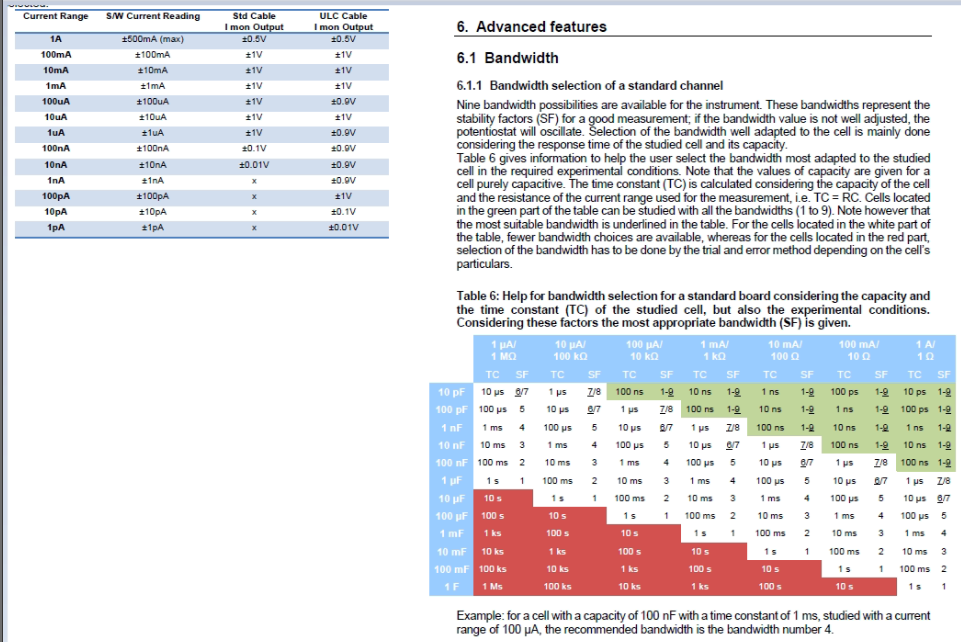 Current Range S/W Current Reading Std Cable I mon Output ULC Cable I mon Output
1A ±500mA (max) ±0.5V ±0.5V
100mA ±100mA ±1V ±1V
10mA ±10mA ±1V ±1V
1mA ±1mA ±1V ±1V
100uA ±100uA ±1V ±0.9V
10uA ±10uA ±1V ±1V
1uA ±1uA ±1V ±0.9V
100nA ±100nA ±0.1V ±0.9V
10nA ±10nA ±0.01V ±0.9V
1nA ±1nA x ±0.9V
100pA ±100pA x ±1V
10pA ±10pA x ±0.1V
1pA ±1pA x ±0.01V
6. Advanced features
6.1 Bandwidth
6.1.1 Bandwidth selection of a standard channel
Nine bandwidth possibilities are available for the instrument. These bandwidths represent the
stability factors (SF) for a good measurement; if the bandwidth value is not well adjusted, the
potentiostat will oscillate. Selection of the bandwidth well adapted to the cell is mainly done
considering the response time of the studied cell and its capacity.
Table 6 gives information to help the user select the bandwidth most adapted to the studied
cell in the required experimental conditions. Note that the values of capacity are given for a
cell purely capacitive. The time constant (TC) is calculated considering the capacity of the cell
and the resistance of the current range used for the measurement, i.e. TC = RC. Cells located
in the green part of the table can be studied with all the bandwidths (1 to 9). Note however that
the most suitable bandwidth is underlined in the table. For the cells located in the white part of
the table, fewer bandwidth choices are available, whereas for the cells located in the red part,
selection of the bandwidth has to be done by the trial and error method depending on the cell's
particulars.
Table 6: Help for bandwidth selection for a standard board considering the capacity and
the time constant (TC) of the studied cell, but also the experimental conditions.
Considering these factors the most appropriate bandwidth (SF) is given.
1 µA/ 10 µA/ 100 µA/ 1 mA/ 10 mA/ 100 mA/ 1 A/
1 MΩ 100 kΩ 10 kΩ 1 kΩ 100 Ω 10 Ω 1 Ω
TC SF TC SF TC SF TC SF TC SF TC SF TC SF
10 pF 10 µs 6/7 1 µs 7/8 100 ns 1-9 10 ns 1-9 1 ns 1-9 100 ps 1-9 10 ps 1-9
100 pF 100 µs 5 10 µs 6/7 1 µs 7/8 100 ns 1-9 10 ns 1-9 1 ns 1-9 100 ps 1-9
1 nF 1 ms 4 100 µs 5 10 µs 6/7 1 µs 7/8 100 ns 1-9 10 ns 1-9 1 ns 1-9
10 nF 10 ms 3 1 ms 4 100 µs 5 10 µs 6/7 1 µs 7/8 100 ns 1-9 10 ns 1-9
100 nF 100 ms 2 10 ms 3 1 ms 4 100 µs 5 10 µs 6/7 1 µs 7/8 100 ns 1-9
1 µF 1 s 1 100 ms 2 10 ms 3 1 ms 4 100 µs 5 10 µs 6/7 1 µs 7/8
10 µF 10 s 1 s 1 100 ms 2 10 ms 3 1 ms 4 100 µs 5 10 µs 6/7
100 µF 100 s 10 s 1 s 1 100 ms 2 10 ms 3 1 ms 4 100 µs 5
1 mF 1 ks 100 s 10 s 1 s 1 100 ms 2 10 ms 3 1 ms 4
10 mF 10 ks 1 ks 100 s 10 s 1 s 1 100 ms 2 10 ms 3
100 mF 100 ks 10 ks 1 ks 100 s 10 s 1 s 1 100 ms 2
1 F 1 Ms 100 ks 10 ks 1 ks 100 s 10 s 1 s 1
Example: for a cell with a capacity of 100 nF with a time constant of 1 ms, studied with a current
range of 100 µA, the recommended bandwidth is the bandwidth number 4.